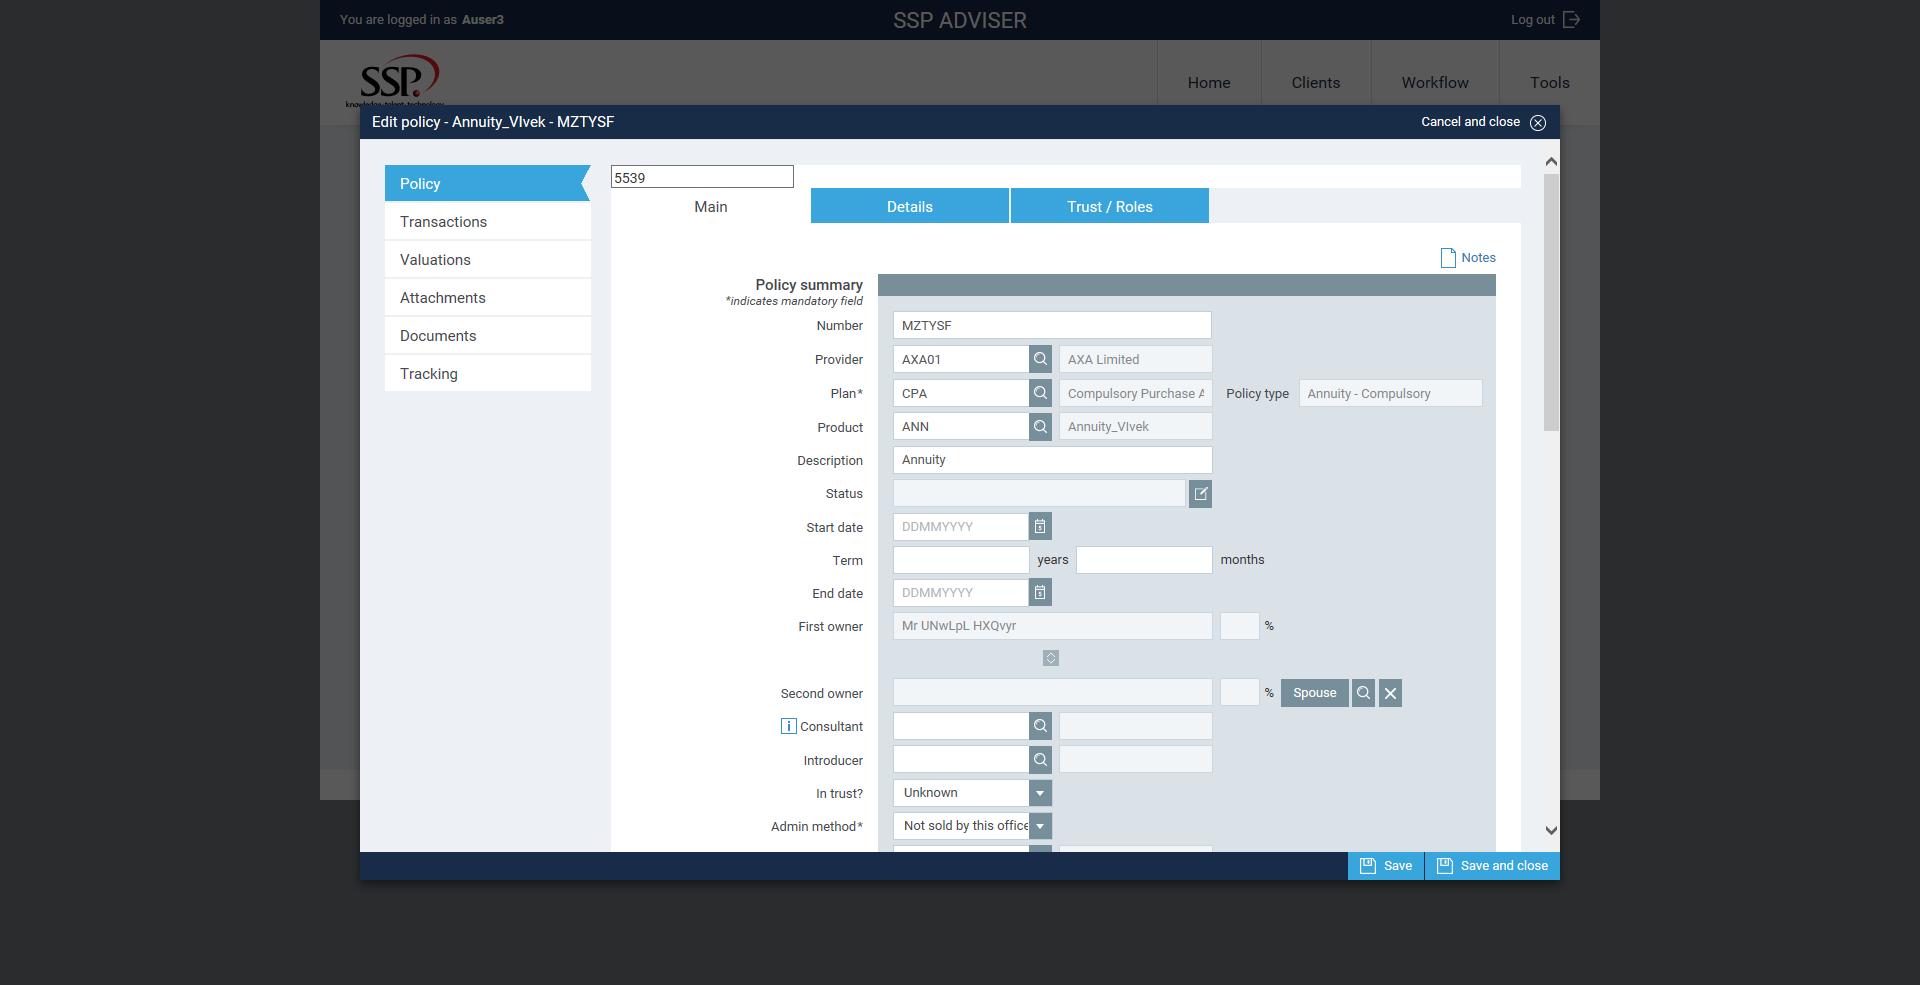 You are logged in as Auser3
SSP ADVISER
Log out
SSP
knowledge-talent-technology
Home
Clients
Workflow
Tools
Edit policy - Annuity_VIvek - MZTYSF
Cancel and close
Policy
Transactions
Valuations
Attachments
Documents
Tracking
5539
Main
Details
Trust / Roles
Notes
Policy summary
*indicates mandatory field
Number MZTYSF
Provider AXA01 AXA Limited
Plan* CPA Compulsory Purchase A Policy type Annuity - Compulsory
Product ANN Annuity_VIvek
Description Annuity
Status
Start date DDMMYYYY
Term years months
End date DDMMYYYY
First owner Mr UNwLpL HXQvyr %
Second owner % Spouse
Consultant
Introducer
In trust? Unknown
Admin method* Not sold by this office
Save
Save and close